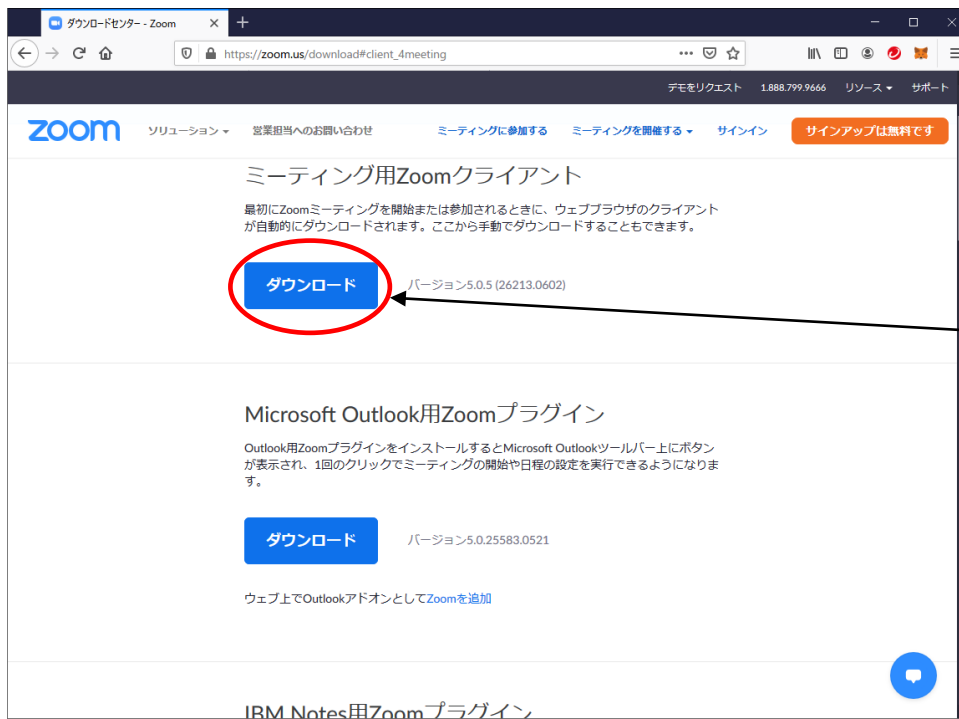 ダウンロードセンター - Zoom
https://zoom.us/download#client_4meeting
デモをリクエスト 1.888.799.9666 リソース サポート
zoom ソリューション 営業担当へのお問い合わせ ミーティングに参加する ミーティングを開催する サインイン サインアップは無料です
ミーティング用Zoomクライアント
最初にZoomミーティングを開始または参加されるときに、ウェブブラウザのクライアント
が自動的にダウンロードされます。ここから手動でダウンロードすることもできます。
ダウンロード バージョン5.0.5 (26213.0602)
Microsoft Outlook用Zoomプラグイン
Outlook用ZoomプラグインをインストールするとMicrosoft Outlookツールバー上にボタン
が表示され、1回のクリックでミーティングの開始や日程の設定を実行できるようになりま
す。
ダウンロード バージョン5.0.25583.0521
ウェブ上でOutlookアドオンとしてZoomを追加
IBM Notes用Zoomプラグイン